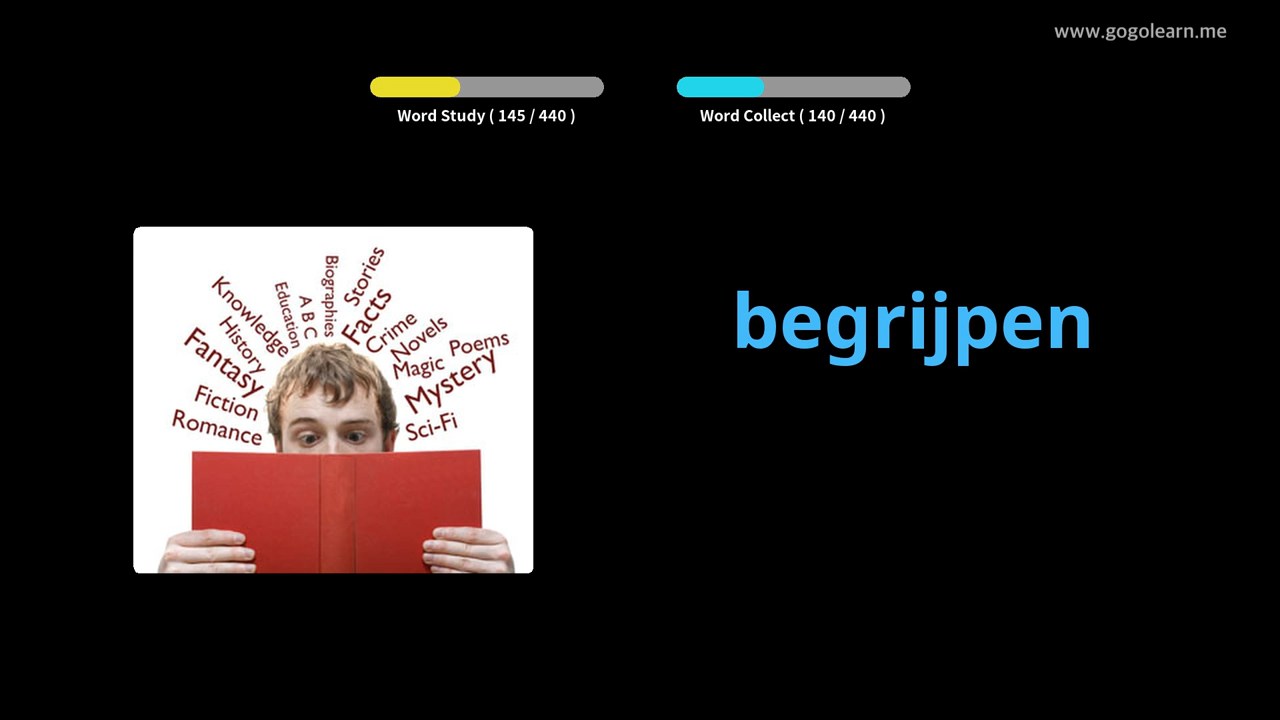 www.gogolearn.me
Word Study ( 145 / 440 )
Word Collect ( 140 / 440 )
begrijpen
Knowledge
History
Fantasy
Fiction
Romance
Education
A B C
Biographies
Stories
Facts
Crime
Novels
Magic
Poems
Mystery
Sci-Fi